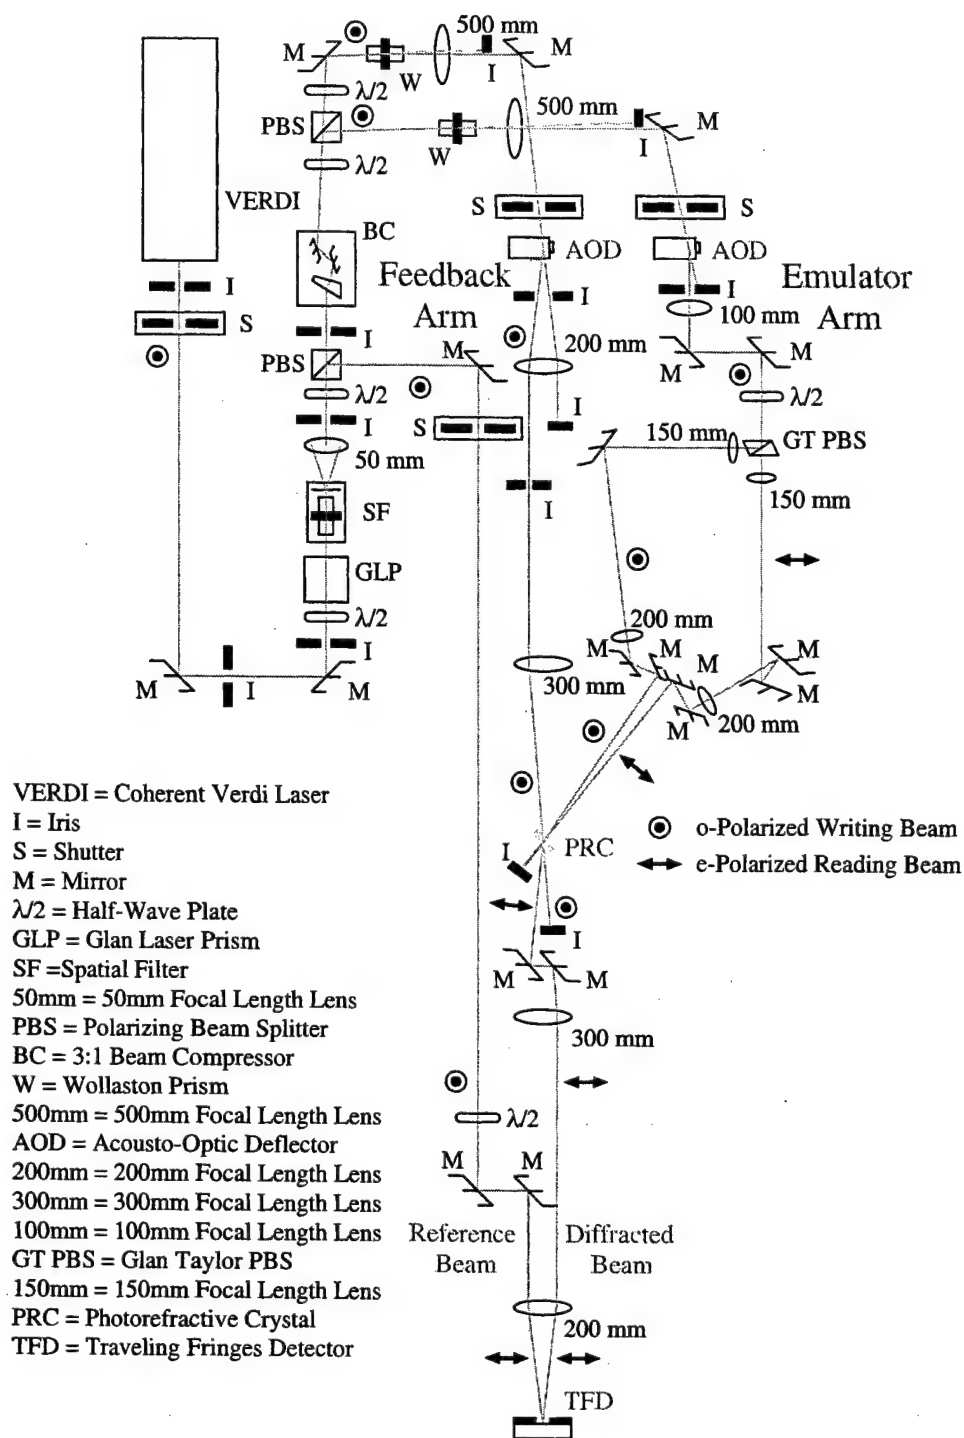 500 mm
M
M
W
I
λ/2
500 mm
PBS
M
W
I
λ/2
VERDI
S
S
BC
AOD
AOD
Feedback
Arm
I
I
I
Emulator
Arm
100 mm
S
I
M
200 mm
PBS
M
M
λ/2
λ/2
I
S
I
150 mm
GT PBS
50 mm
150 mm
SF
I
GLP
λ/2
200 mm
I
M
M
M
M
300 mm
M
M
I
M
M
200 mm
VERDI = Coherent Verdi Laser
I = Iris
S = Shutter
M = Mirror
λ/2 = Half-Wave Plate
GLP = Glan Laser Prism
SF =Spatial Filter
50mm = 50mm Focal Length Lens
PBS = Polarizing Beam Splitter
BC = 3:1 Beam Compressor
W = Wollaston Prism
500mm = 500mm Focal Length Lens
AOD = Acousto-Optic Deflector
200mm = 200mm Focal Length Lens
300mm = 300mm Focal Length Lens
100mm = 100mm Focal Length Lens
GT PBS = Glan Taylor PBS
150mm = 150mm Focal Length Lens
PRC = Photorefractive Crystal
TFD = Traveling Fringes Detector
o-Polarized Writing Beam
e-Polarized Reading Beam
I
PRC
I
M
M
300 mm
λ/2
M
M
Reference
Beam
Diffracted
Beam
200 mm
TFD